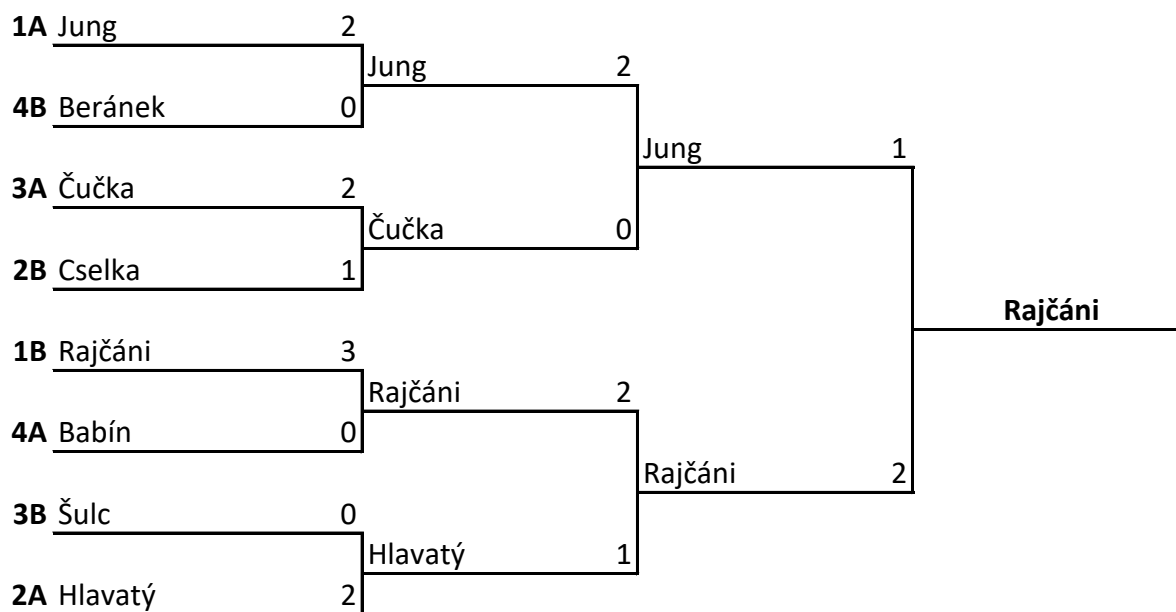 1A Jung 2
Jung 2
4B Beránek 0
Jung 1
3A Čučka 2
Čučka 0
2B Cselka 1
Rajčáni
1B Rajčáni 3
Rajčáni 2
4A Babín 0
Rajčáni 2
3B Šulc 0
Hlavatý 1
2A Hlavatý 2